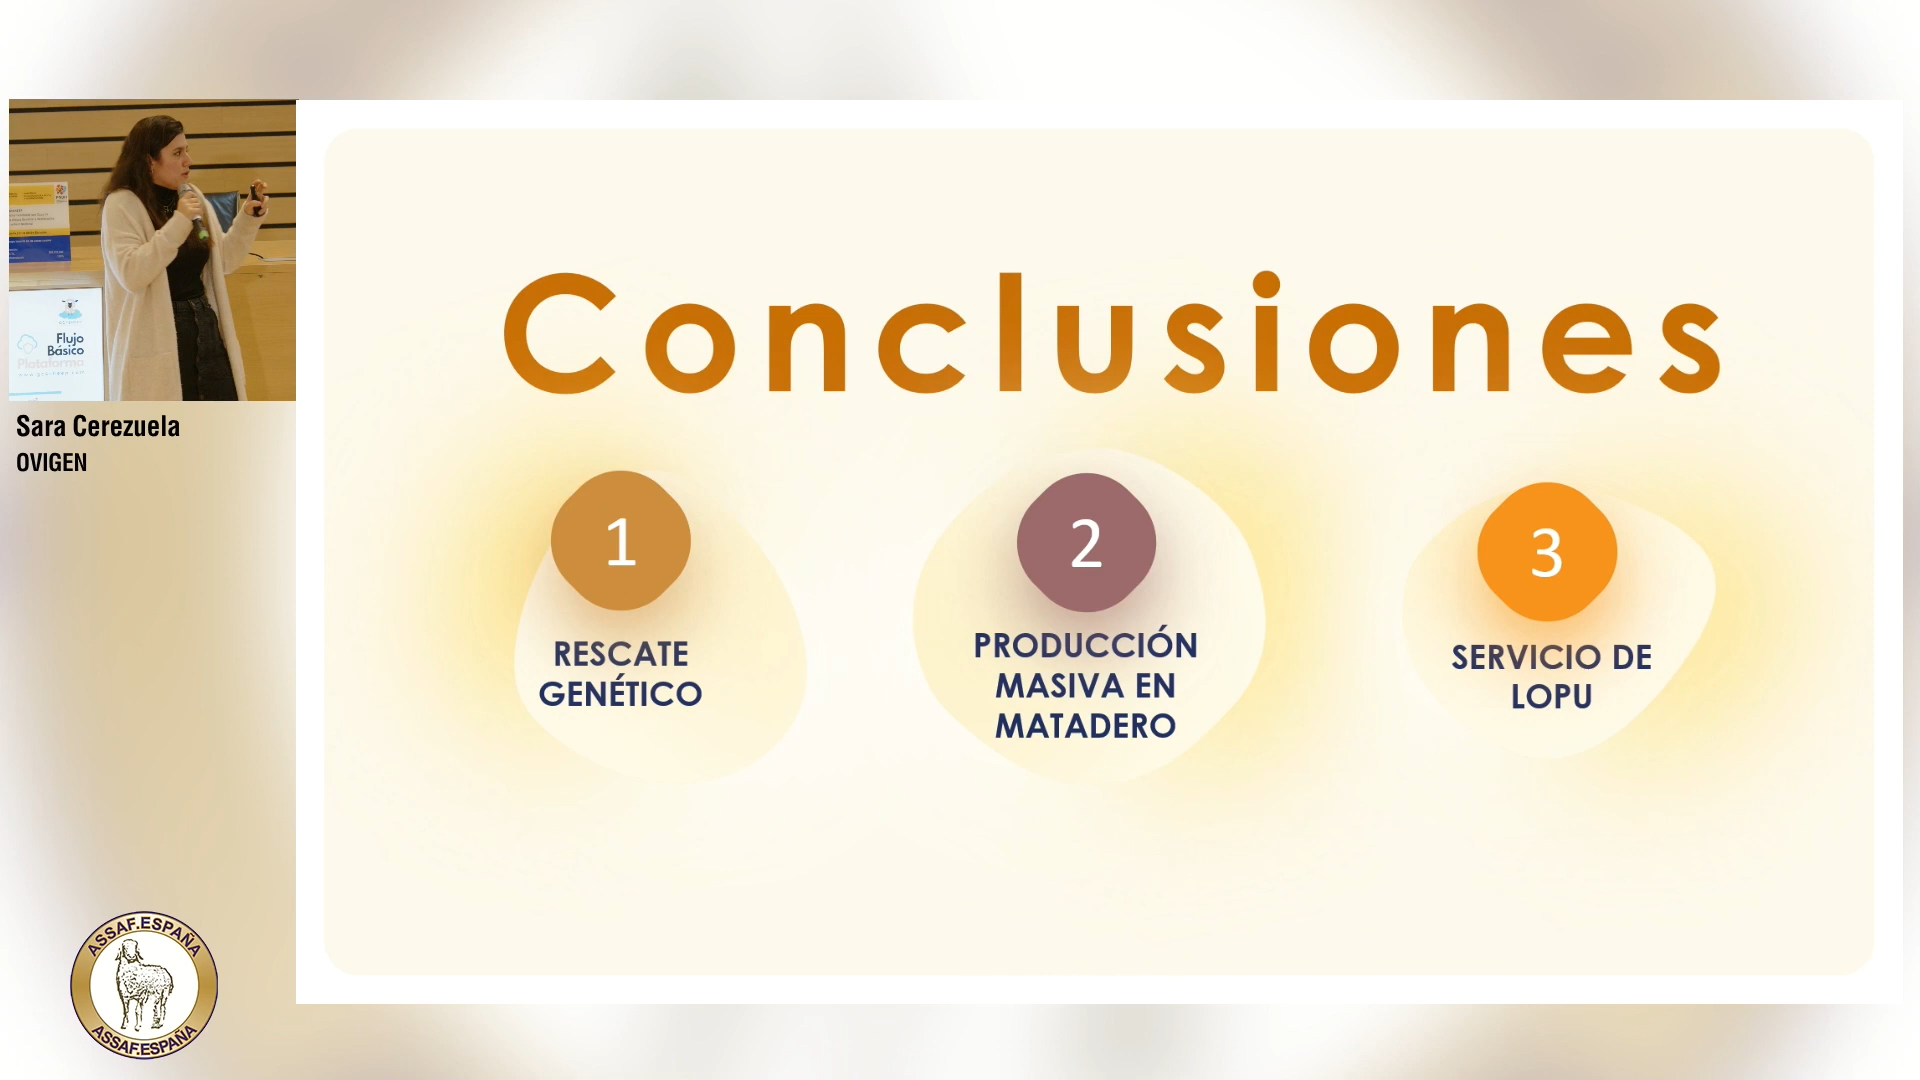 Conclusiones
1
RESCATE
GENÉTICO
2
PRODUCCIÓN
MASIVA EN
MATADERO
3
SERVICIO DE
LOPU
Flujo
Básico
Plataforma
Sara Cerezuela
OVIGEN
ASSAF.ESPAÑA
ASSAF.ESPAÑA